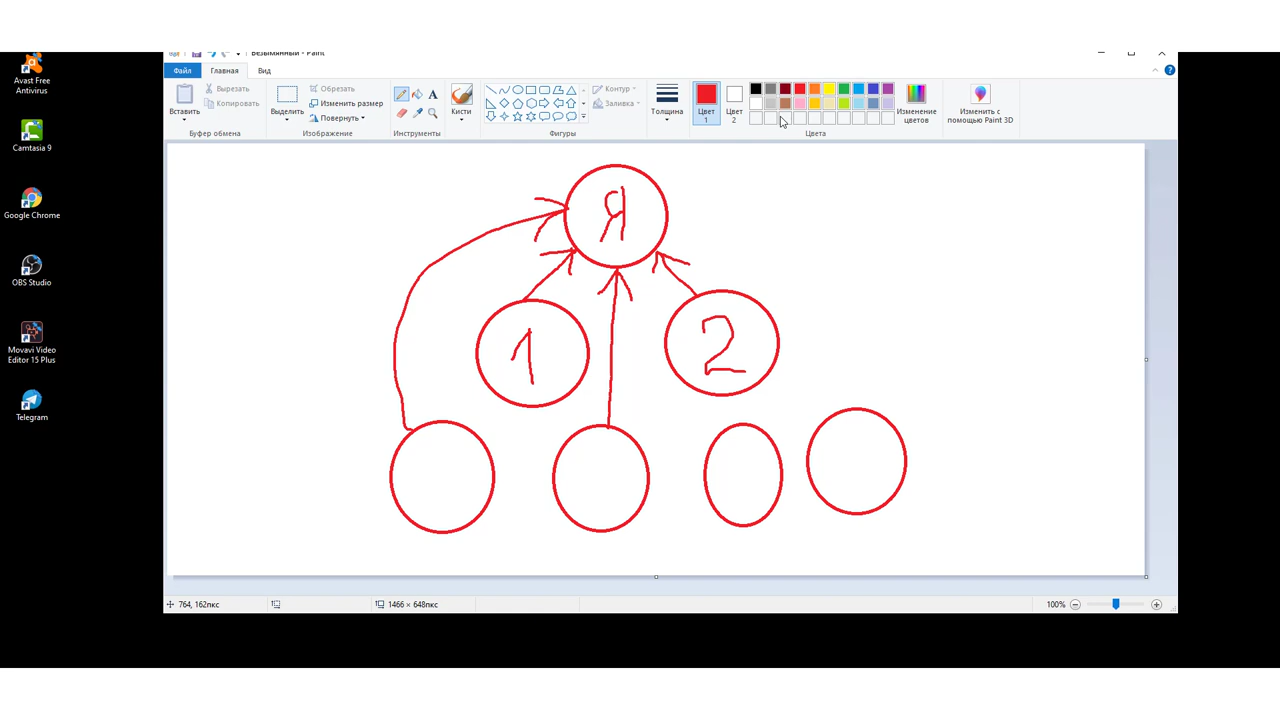 Безымянный - Paint
Файл
Главная
Вид
Вставить
Вырезать
Копировать
Буфер обмена
Выделить
Обрезать
Изменить размер
Повернуть
Изображение
A
Инструменты
Кисти
Контур
Заливка
Фигуры
Толщина
Цвет
1
Цвет
2
Изменение
цветов
Цвета
Изменить с
помощью Paint 3D
Avast Free
Antivirus
Camtasia 9
Google Chrome
OBS Studio
Movavi Video
Editor 15 Plus
Telegram
Я
1
2
764, 162пкс
1466 × 648пкс
100%